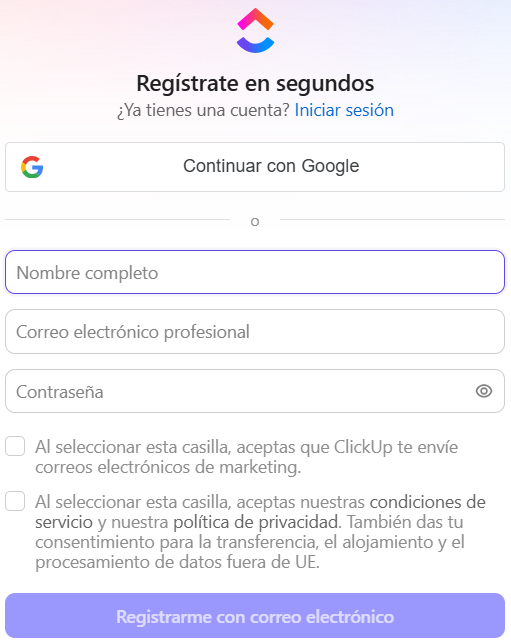 Regístrate en segundos
¿Ya tienes una cuenta? Iniciar sesión
Continuar con Google
o
Nombre completo
Correo electrónico profesional
Contraseña
Al seleccionar esta casilla, aceptas que ClickUp te envíe
correos electrónicos de marketing.
Al seleccionar esta casilla, aceptas nuestras condiciones de
servicio y nuestra política de privacidad. También das tu
consentimiento para la transferencia, el alojamiento y el
procesamiento de datos fuera de UE.
Registrarme con correo electrónico